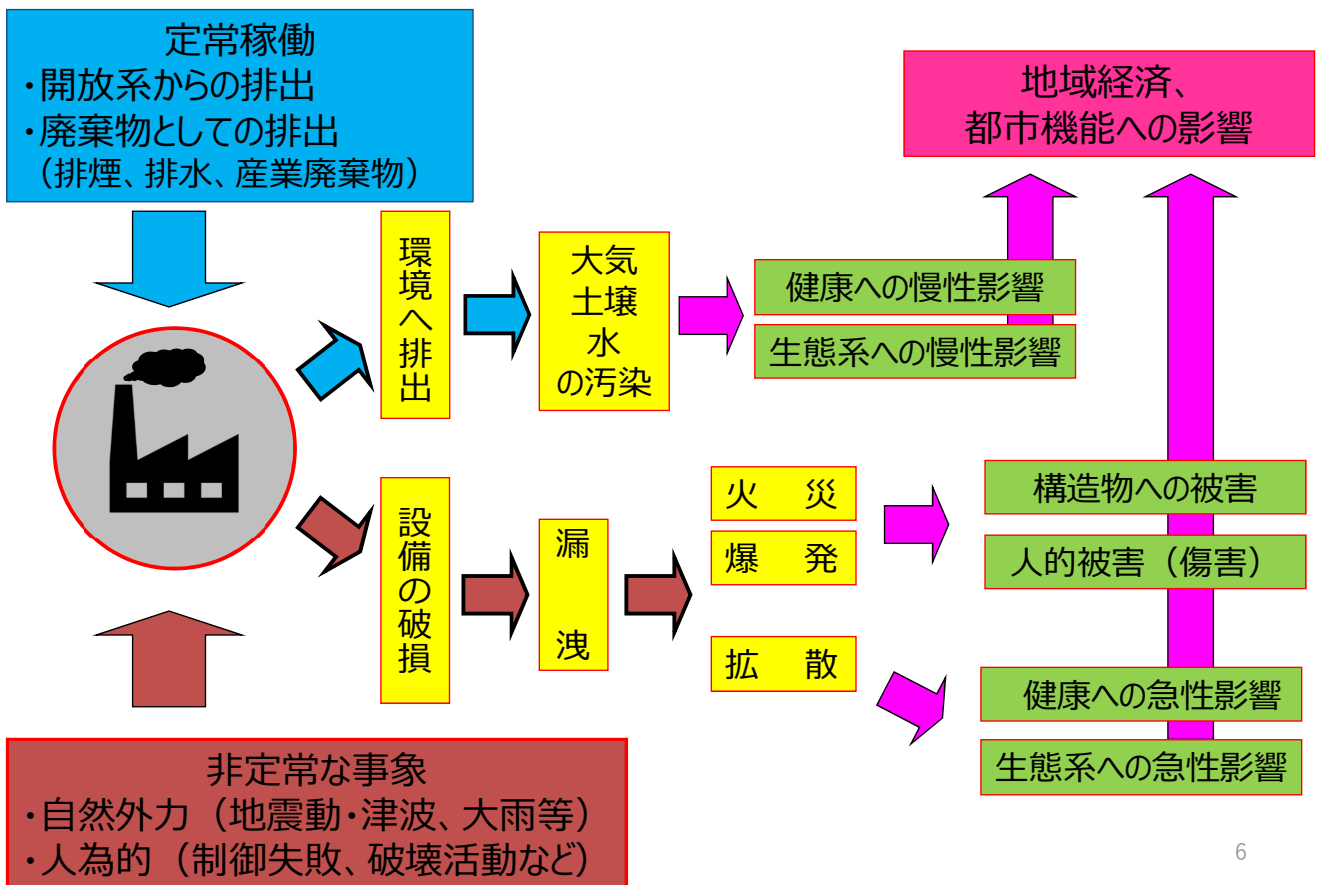 定常稼働
・開放系からの排出
・廃棄物としての排出
（排煙、排水、産業廃棄物）
地域経済、
都市機能への影響
環境へ排出
大気
土壌
水
の汚染
健康への慢性影響
生態系への慢性影響
設備の破損
漏洩
火 災
爆 発
拡 散
構造物への被害
人的被害（傷害）
健康への急性影響
生態系への急性影響
非定常な事象
・自然外力（地震動・津波、大雨等）
・人為的（制御失敗、破壊活動など）
6